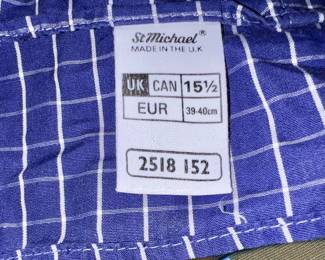 St Michael®
MADE IN THE U.K
UK CAN 15½
EUR 39-40cm
2518 152